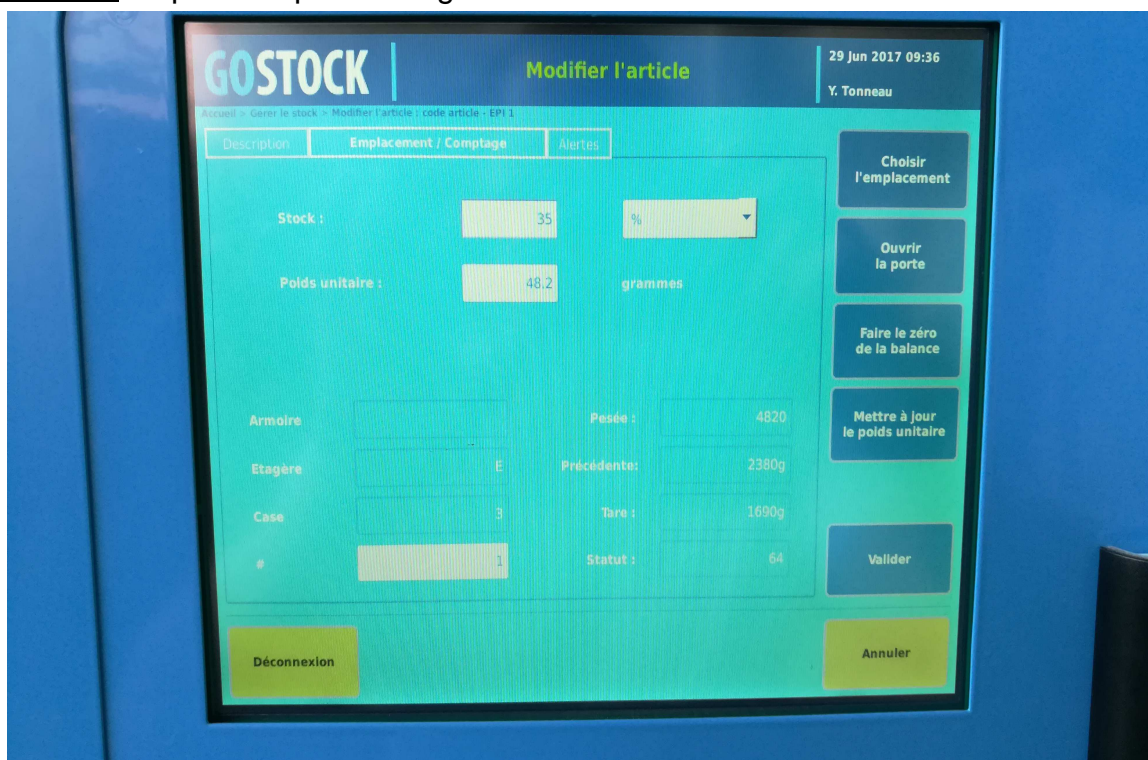 GOSTOCK
Modifier l'article
29 Jun 2017 09:36
Y. Tonneau
Accueil > Gerer le stock > Modifier l'article : code article - EPI 1
Description
Emplacement / Comptage
Alertes
Choisir
l'emplacement
Stock :
35
%
Ouvrir
la porte
Poids unitaire :
48.2
grammes
Faire le zéro
de la balance
Mettre à jour
le poids unitaire
Armoire
Pesée :
4820
Etagère
E
Précédente:
2380g
Case
3
Tare :
1690g
#
1
Statut :
64
Valider
Déconnexion
Annuler